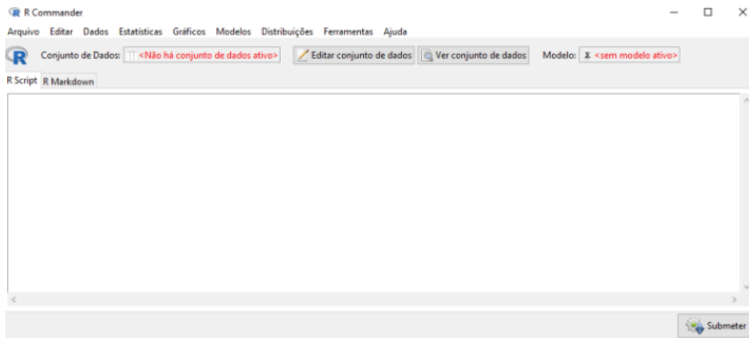 R Commander
Arquivo Editar Dados Estatísticas Gráficos Modelos Distribuições Ferramentas Ajuda
Conjunto de Dados: <Não há conjunto de dados ativo> Editar conjunto de dados Ver conjunto de dados Modelo: Σ <sem modelo ativo>
R Script R Markdown
Submeter